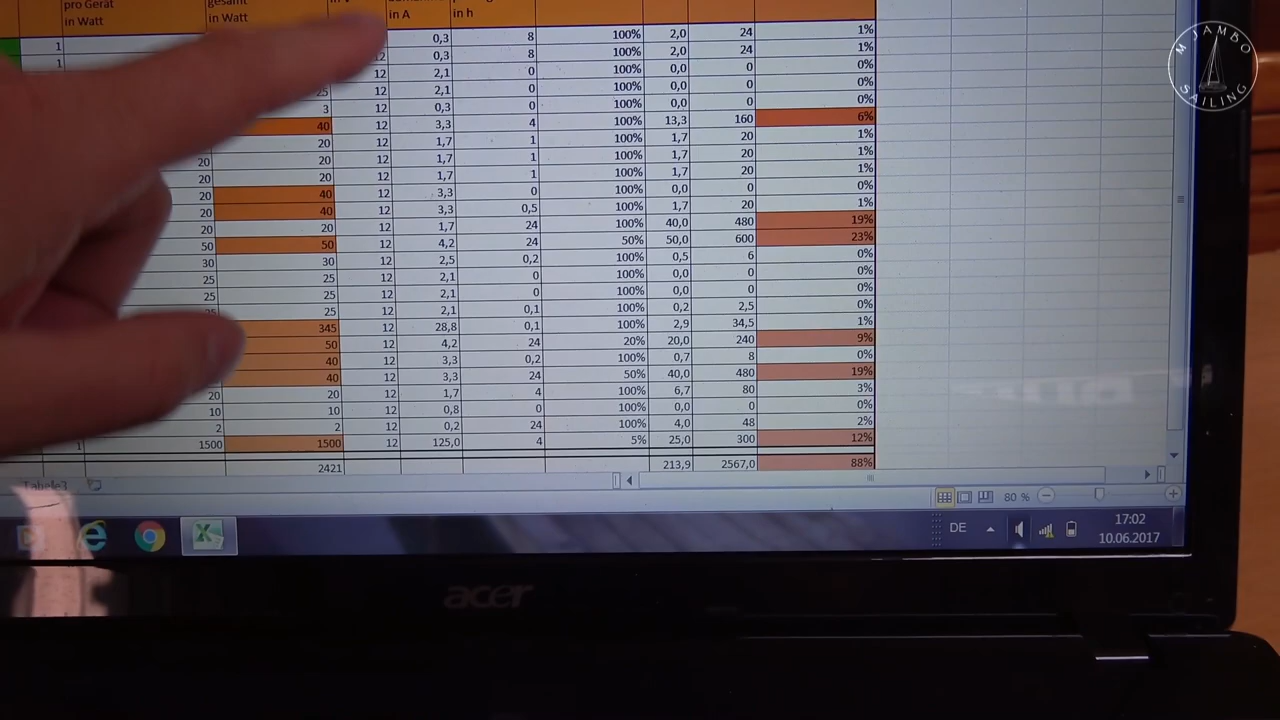 pro Gerät gesamt
in Watt in Watt in A in h
1 0,3 8 100% 2,0 24 1%
1 12 0,3 8 100% 2,0 24 1%
12 2,1 0 100% 0,0 0 0%
25 12 2,1 0 100% 0,0 0 0%
3 12 0,3 0 100% 0,0 0 0%
40 12 3,3 4 100% 13,3 160 6%
20 12 1,7 1 100% 1,7 20 1%
20 20 12 1,7 1 100% 1,7 20 1%
20 20 12 1,7 1 100% 1,7 20 1%
20 40 12 3,3 0 100% 0,0 0 0%
20 40 12 3,3 0,5 100% 1,7 20 1%
20 20 12 1,7 24 100% 40,0 480 19%
50 50 12 4,2 24 50% 50,0 600 23%
30 30 12 2,5 0,2 100% 0,5 6 0%
25 25 12 2,1 0 100% 0,0 0 0%
25 25 12 2,1 0 100% 0,0 0 0%
25 25 12 2,1 0,1 100% 0,2 2,5 0%
345 12 28,8 0,1 100% 2,9 34,5 1%
50 12 4,2 24 20% 20,0 240 9%
40 12 3,3 0,2 100% 0,7 8 0%
40 12 3,3 24 50% 40,0 480 19%
20 20 12 1,7 4 100% 6,7 80 3%
10 10 12 0,8 0 100% 0,0 0 0%
2 2 12 0,2 24 100% 4,0 48 2%
1 1500 1500 12 125,0 4 5% 25,0 300 12%
2421 213,9 2567,0 88%
Tabelle3
80 %
DE
17:02
10.06.2017
acer
M JAMBO
SAILING